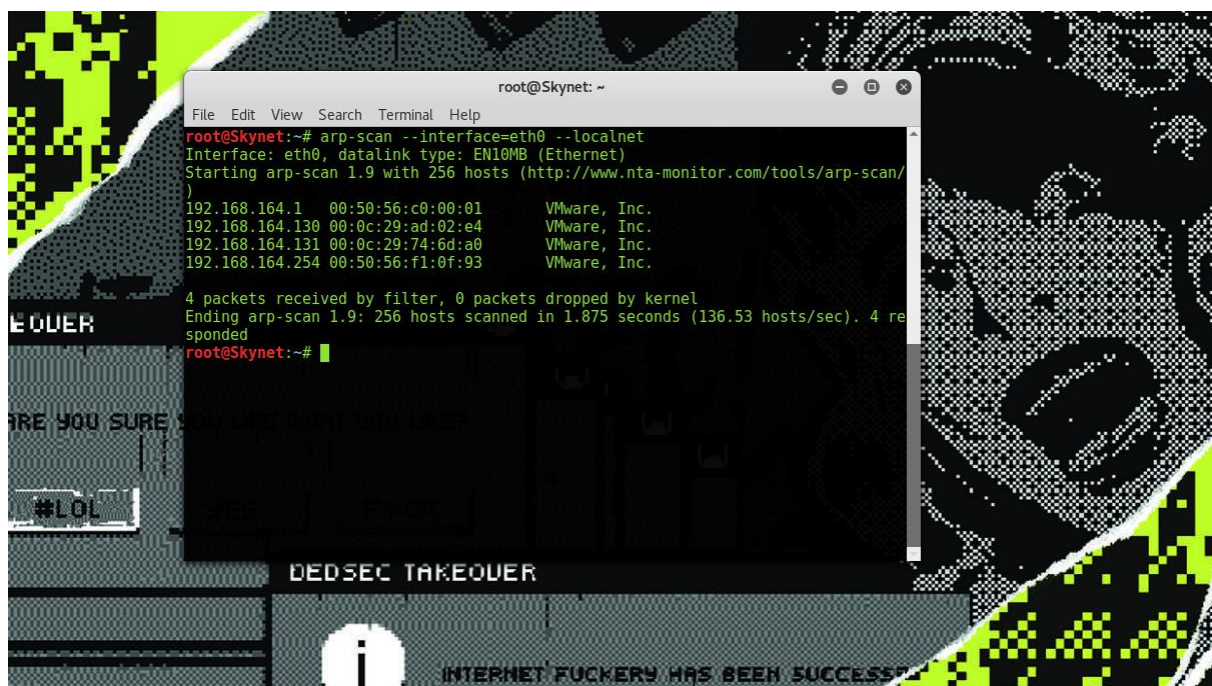 root@Skynet: ~
File Edit View Search Terminal Help
root@Skynet:~# arp-scan --interface=eth0 --localnet
Interface: eth0, datalink type: EN10MB (Ethernet)
Starting arp-scan 1.9 with 256 hosts (http://www.nta-monitor.com/tools/arp-scan/
)
192.168.164.1 00:50:56:c0:00:01 VMware, Inc.
192.168.164.130 00:0c:29:ad:02:e4 VMware, Inc.
192.168.164.131 00:0c:29:74:6d:a0 VMware, Inc.
192.168.164.254 00:50:56:f1:0f:93 VMware, Inc.
4 packets received by filter, 0 packets dropped by kernel
Ending arp-scan 1.9: 256 hosts scanned in 1.875 seconds (136.53 hosts/sec). 4 re
sponded
root@Skynet:~#
ARE YOU SURE YOU LIKE WHAT YOU LIKE?
#LOL YES
DEDSEC TAKEOVER
i
INTERNET FUCKERY HAS BEEN